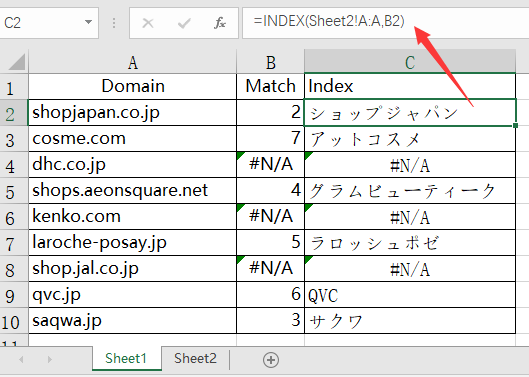 C2 =INDEX(Sheet2!A:A,B2)
A B C
1 Domain Match Index
2 shopjapan.co.jp 2 ショップジャパン
3 cosme.com 7 アットコスメ
4 dhc.co.jp #N/A #N/A
5 shops.aeonsquare.net 4 グラムビューティーク
6 kenko.com #N/A #N/A
7 laroche-posay.jp 5 ラロッシュポゼ
8 shop.jal.co.jp #N/A #N/A
9 qvc.jp 6 QVC
10 saqwa.jp 3 サクワ
11
Sheet1 Sheet2